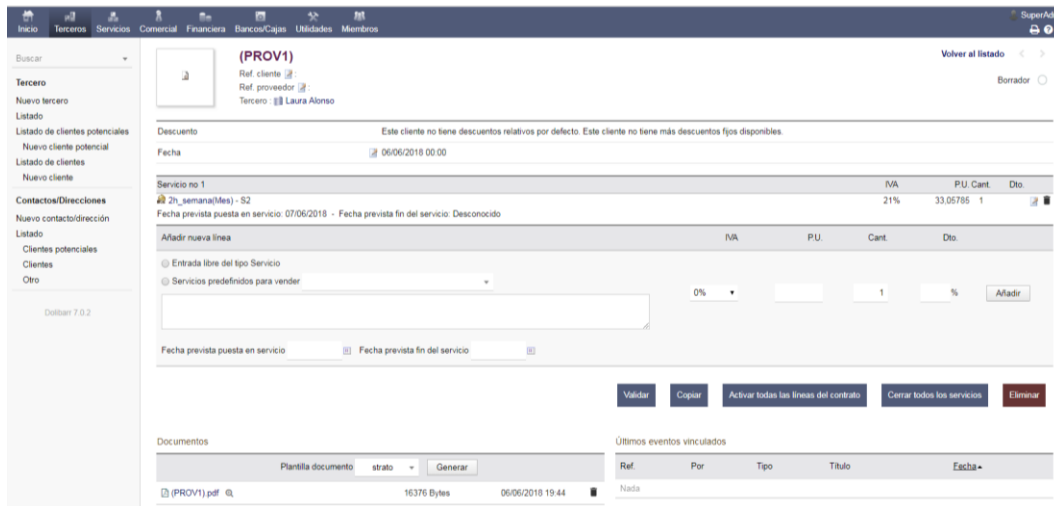 Inicio Terceros Servicios Comercial Financiera Bancos/Cajas Utilidades Miembros
SuperAd
Buscar
Tercero
Nuevo tercero
Listado
Listado de clientes potenciales
Nuevo cliente potencial
Listado de clientes
Nuevo cliente
Contactos/Direcciones
Nuevo contacto/dirección
Listado
Clientes potenciales
Clientes
Otro
Dolibarr 7.0.2
(PROV1)
Ref. cliente :
Ref. proveedor :
Tercero : Laura Alonso
Volver al listado < >
Borrador
Descuento Este cliente no tiene descuentos relativos por defecto. Este cliente no tiene más descuentos fijos disponibles.
Fecha 06/06/2018 00:00
Servicio no 1 IVA P.U. Cant. Dto.
2h_semana(Mes) - S2 21% 33,05785 1
Fecha prevista puesta en servicio: 07/06/2018 - Fecha prevista fin del servicio: Desconocido
Añadir nueva línea IVA P.U. Cant. Dto.
Entrada libre del tipo Servicio
Servicios predefinidos para vender
0% 1 % Añadir
Fecha prevista puesta en servicio Fecha prevista fin del servicio
Validar Copiar Activar todas las líneas del contrato Cerrar todos los servicios Eliminar
Documentos
Plantilla documento strato Generar
(PROV1).pdf 16376 Bytes 06/06/2018 19:44
Últimos eventos vinculados
Ref. Por Tipo Título Fecha
Nada